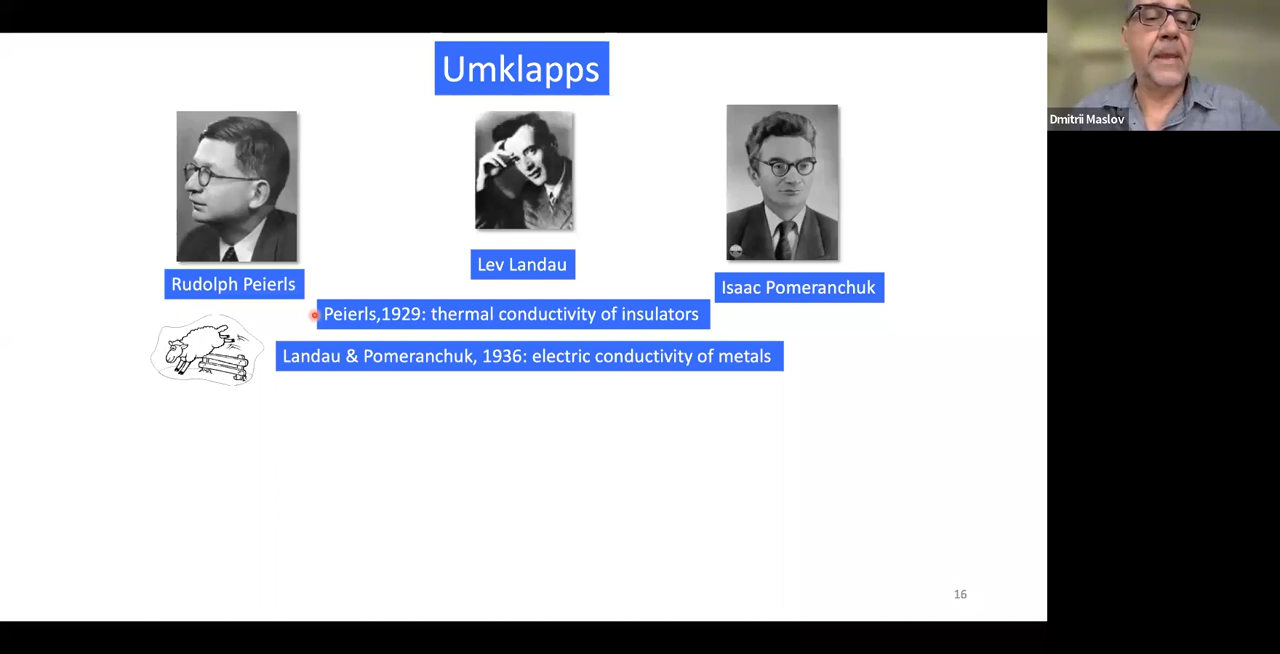 Umklapps
Dmitrii Maslov
Rudolph Peierls
Lev Landau
Isaac Pomeranchuk
Peierls,1929: thermal conductivity of insulators
Landau & Pomeranchuk, 1936: electric conductivity of metals
16